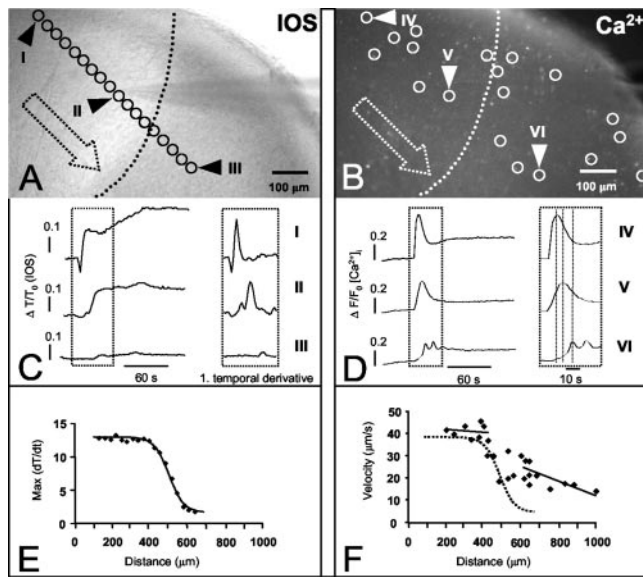 IOS
I
II
III
A
100 μm
Ca2+
IV
V
VI
B
100 μm
Δ T/T0 (IOS)
0.1
0.1
0.1
I
II
III
C
60 s
1. temporal derivative
Δ F/F0 [Ca2+]i
0.2
0.2
0.2
IV
V
VI
D
60 s
10 s
Max (dT/dt)
15
10
5
0
0 200 400 600 800 1000
E
Distance (μm)
Velocity (μm/s)
50
40
30
20
10
0
0 200 400 600 800 1000
F
Distance (μm)